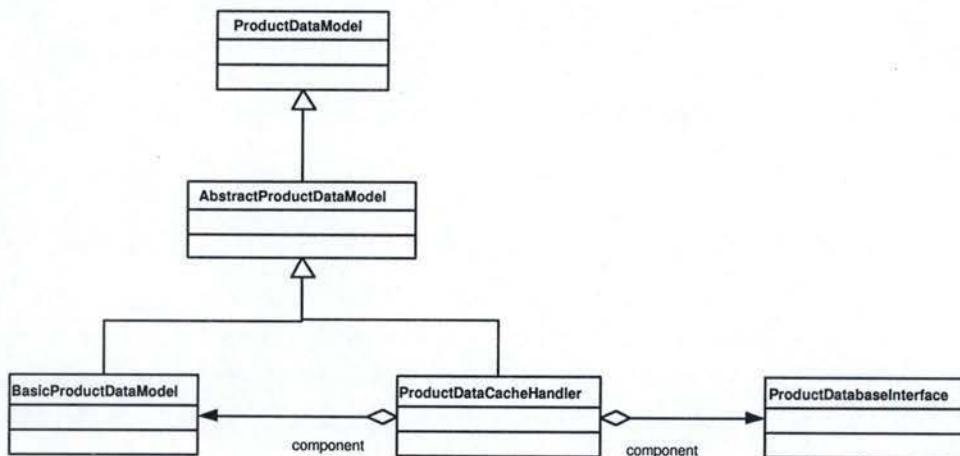 ProductDataModel
AbstractProductDataModel
BasicProductDataModel
ProductDataCacheHandler
ProductDatabaseInterface
component
component